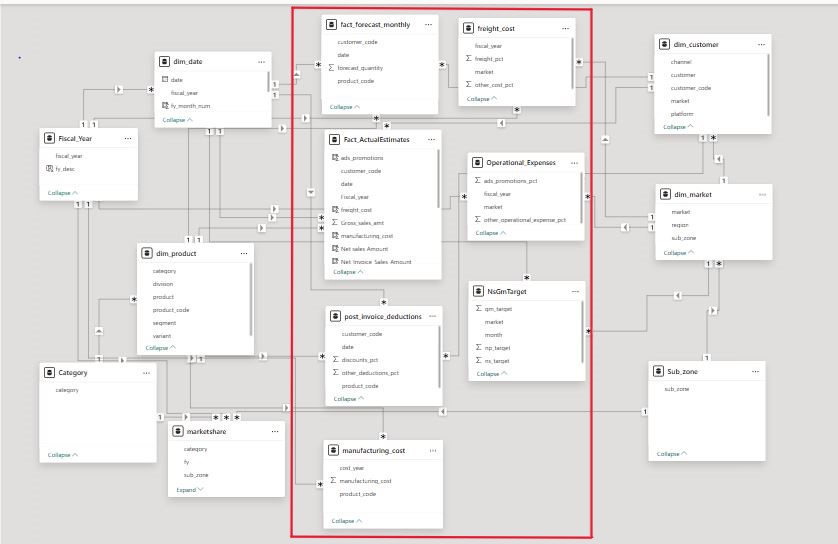 fact_forecast_monthly
customer_code
date
forecast_quantity
product_code
Collapse
freight_cost
fiscal_year
freight_pct
market
other_cost_pct
Collapse
dim_customer
channel
customer
customer_code
market
platform
Collapse
dim_date
date
fiscal_year
fy_month_num
Collapse
Fiscal_Year
fiscal_year
fy_desc
Collapse
Fact_ActualEstimates
ads_promotions
customer_code
date
Fiscal_year
freight_cost
Gross_sales_amt
manufacturing_cost
Net sales Amount
Net Invoice Sales Amount
Collapse
Operational_Expenses
ads_promotions_pct
fiscal_year
market
other_operational_expense_pct
Collapse
dim_market
market
region
sub_zone
Collapse
dim_product
category
division
product
product_code
segment
variant
Collapse
post_invoice_deductions
customer_code
date
discounts_pct
other_deductions_pct
product_code
Collapse
NsGmTarget
gm_target
market
month
np_target
ns_target
Collapse
Category
category
Collapse
marketshare
category
fy
sub_zone
Expand
manufacturing_cost
cost_year
manufacturing_cost
product_code
Collapse
Sub_zone
sub_zone
Collapse